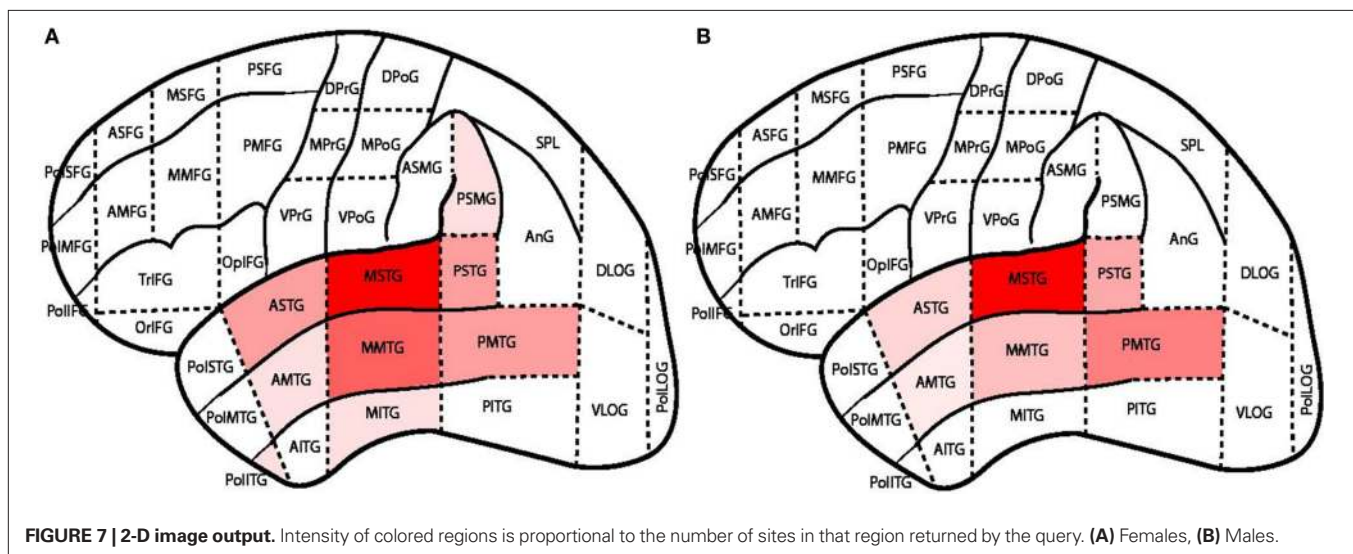 A
PSFG
MSFG
ASFG
PolSFG
DPrG
DPoG
PMFG
MMFG
AMFG
PolMFG
MPrG
MPoG
ASMG
SPL
VPrG
VPoG
PSMG
AnG
TrIFG
OpIFG
PolIFG
OrIFG
MSTG
PSTG
DLOG
ASTG
MMTG
PMTG
PolSTG
AMTG
PolMTG
MITG
PITG
VLOG
PolLOG
AITG
PolITG
B
PSFG
MSFG
ASFG
PolSFG
DPrG
DPoG
PMFG
MMFG
AMFG
PolMFG
MPrG
MPoG
ASMG
SPL
VPrG
VPoG
PSMG
AnG
TrIFG
OpIFG
PolIFG
OrIFG
MSTG
PSTG
DLOG
ASTG
MMTG
PMTG
PolSTG
AMTG
PolMTG
MITG
PITG
VLOG
PolLOG
AITG
PolITG
FIGURE 7 | 2-D image output. Intensity of colored regions is proportional to the number of sites in that region returned by the query. (A) Females, (B) Males.